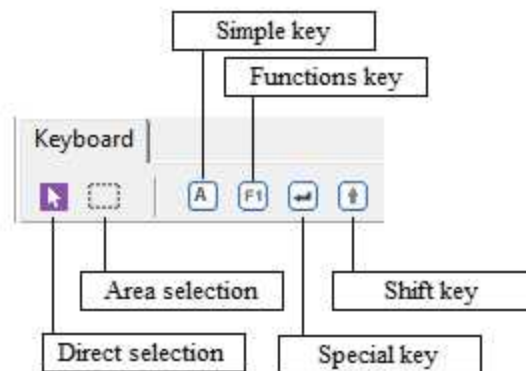 Simple key
Functions key
Keyboard
A F1
Area selection Shift key
Direct selection Special key